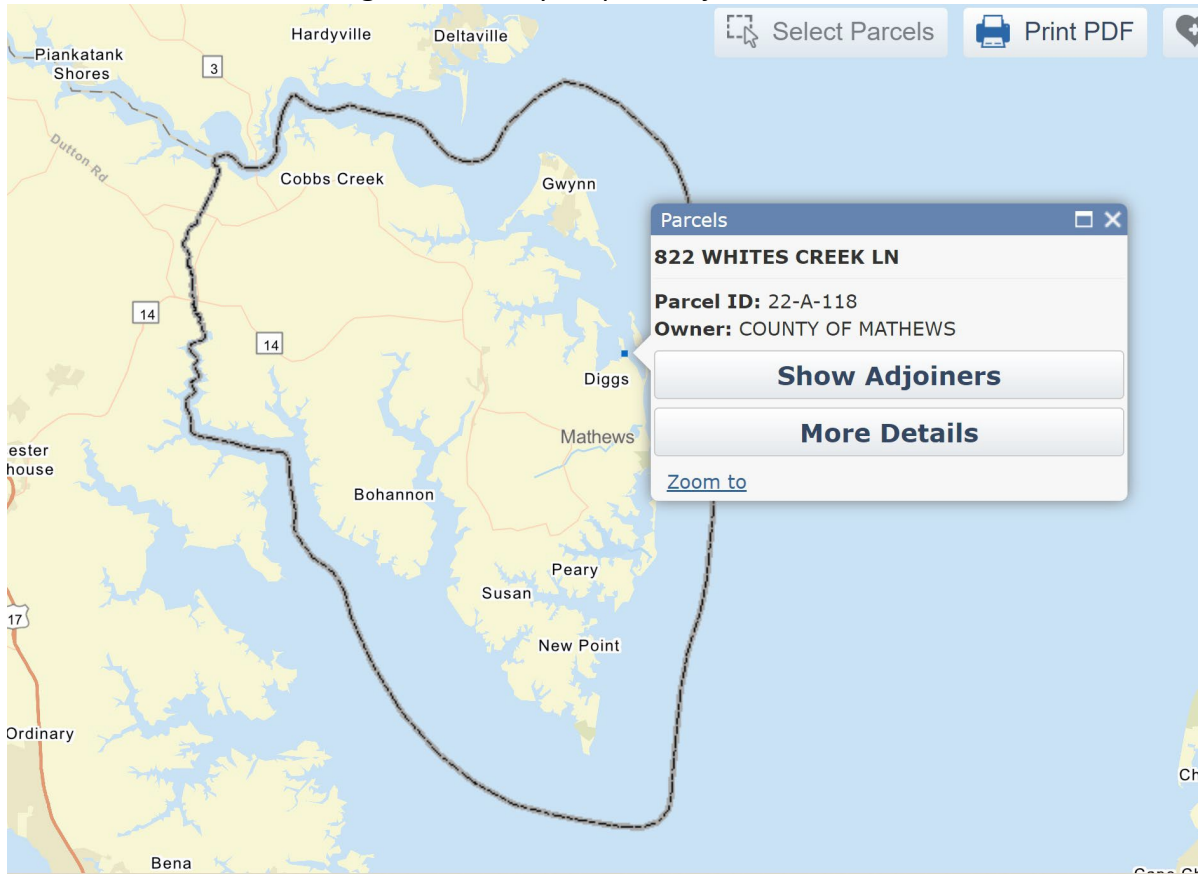 Hardyville
Deltaville
Select Parcels
Print PDF
Piankatank
Shores
3
Dutton Rd
Cobbs Creek
Gwynn
Parcels
822 WHITES CREEK LN
Parcel ID: 22-A-118
Owner: COUNTY OF MATHEWS
Show Adjoiners
More Details
Zoom to
14
14
Diggs
Mathews
ester
house
Bohannon
Peary
Susan
17
New Point
Ordinary
Ch
Bena